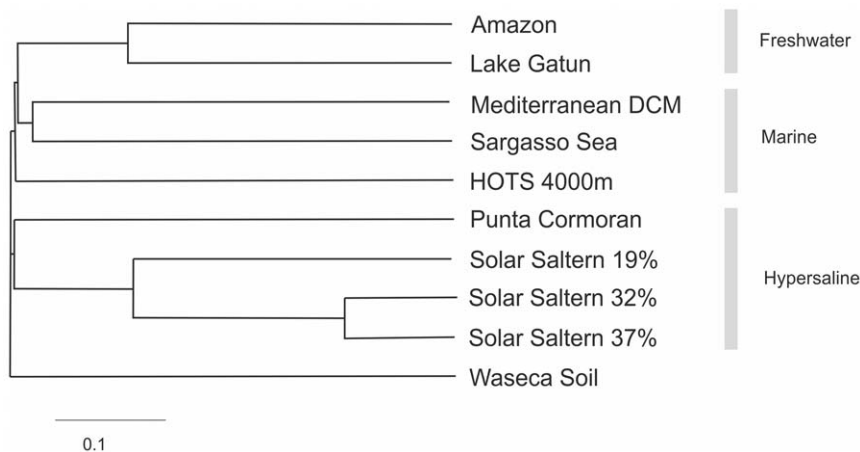 Amazon
Lake Gatun
Freshwater
Mediterranean DCM
Sargasso Sea
Marine
HOTS 4000m
Punta Cormoran
Solar Saltern 19%
Hypersaline
Solar Saltern 32%
Solar Saltern 37%
Waseca Soil
0.1